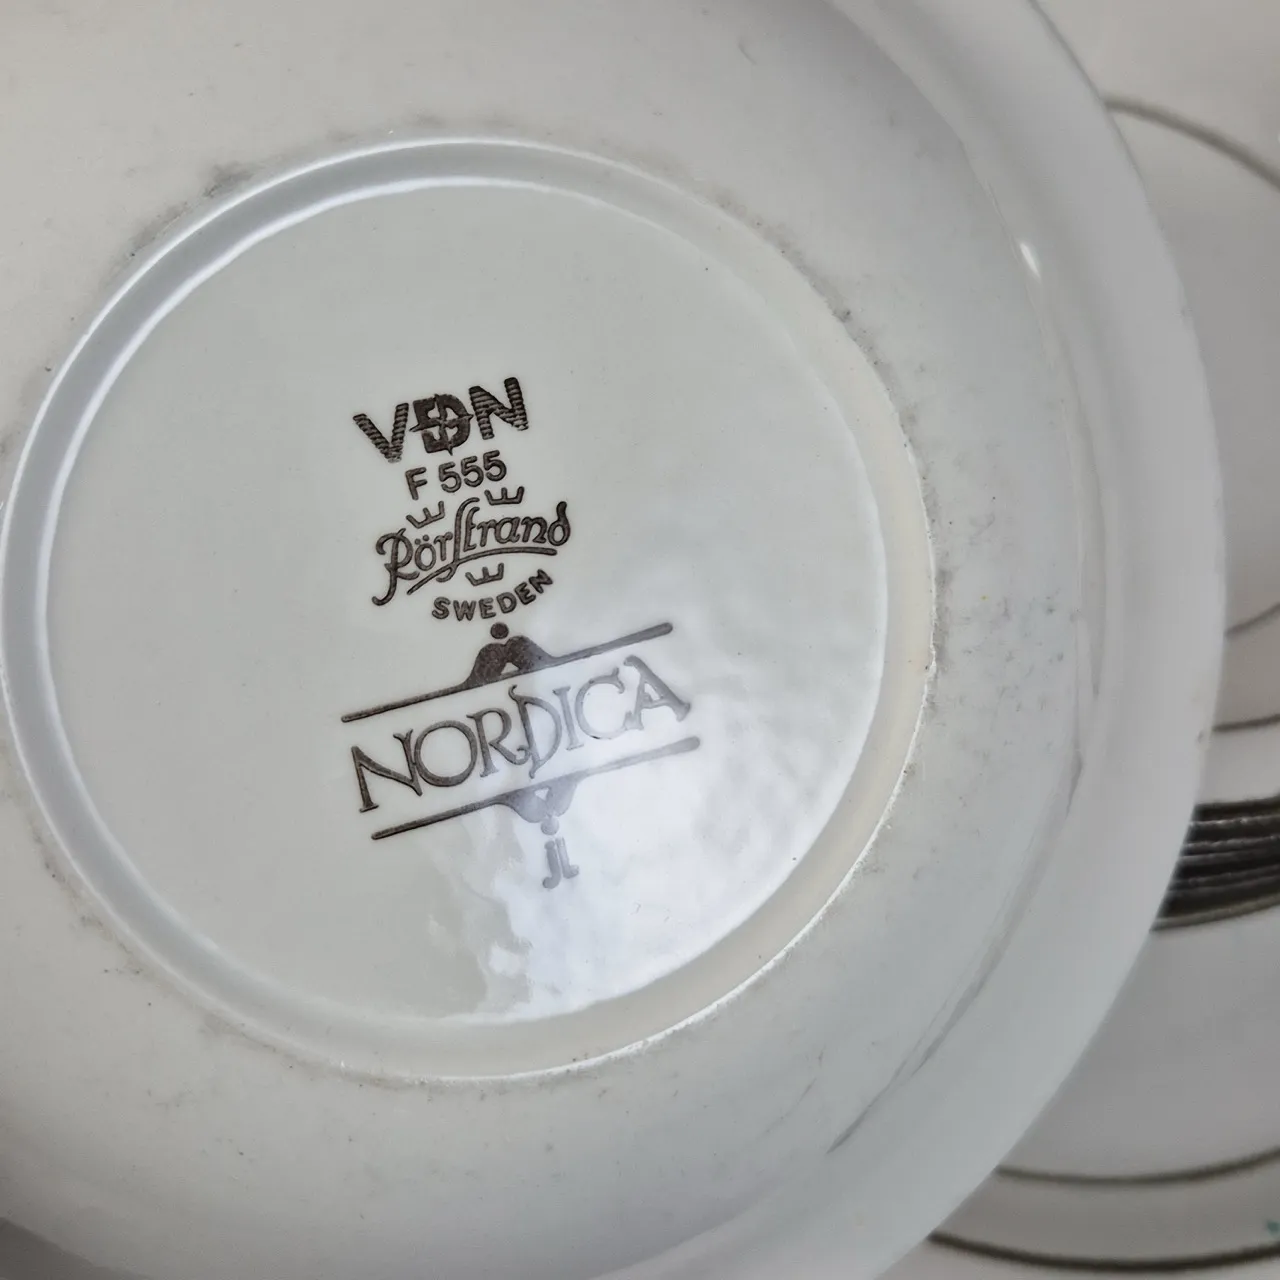 VDN
F 555
Rörstrand
SWEDEN
NORDICA
jL